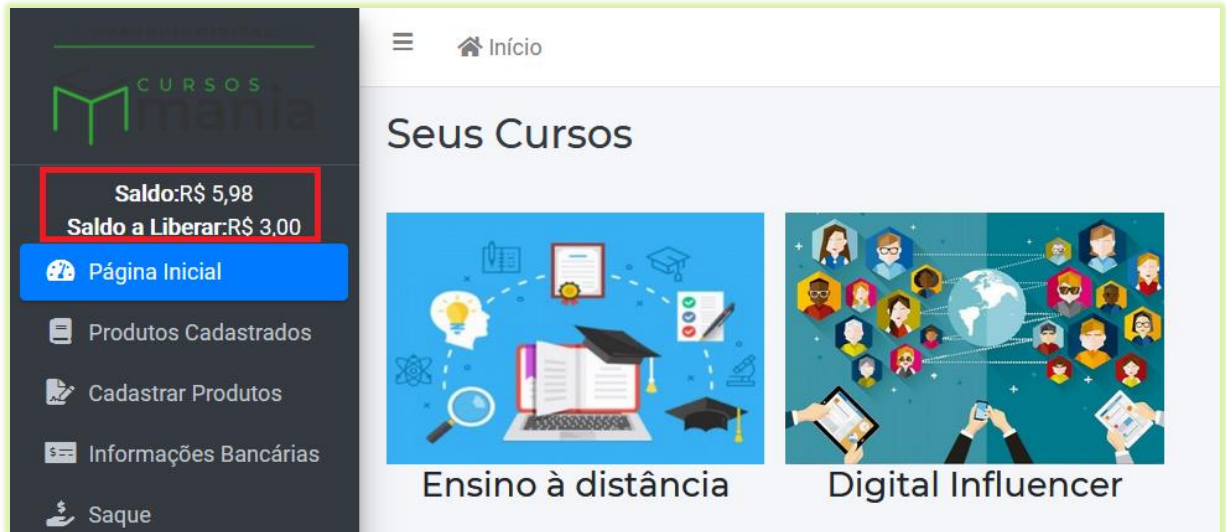 CURSOS
mania
Saldo:R$ 5,98
Saldo a Liberar:R$ 3,00
Página Inicial
Produtos Cadastrados
Cadastrar Produtos
Informações Bancárias
Saque
Início
Seus Cursos
Ensino à distância
Digital Influencer